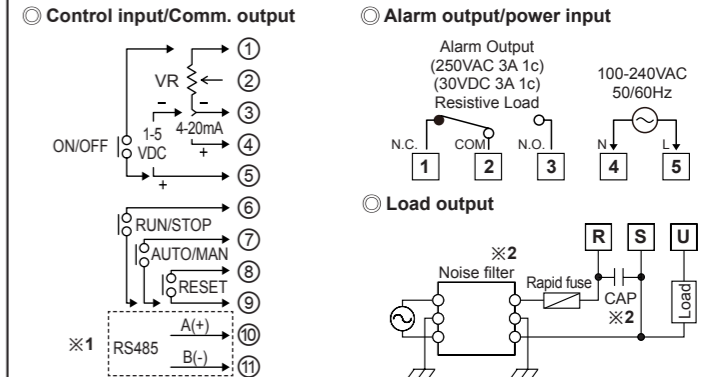 ◎ Control input/Comm. output
①
VR
②
③
4-20mA
④
ON/OFF
1-5
VDC
⑤
−
−
+
+
⑥
RUN/STOP
⑦
AUTO/MAN
⑧
RESET
⑨
※1
RS485
A(+)
⑩
B(-)
⑪
◎ Alarm output/power input
Alarm Output
(250VAC 3A 1c)
(30VDC 3A 1c)
Resistive Load
100-240VAC
50/60Hz
N.C.
COM
N.O.
N
L
1
2
3
4
5
◎ Load output
R
S
U
※2
Noise filter
Rapid fuse
CAP
※2
Load